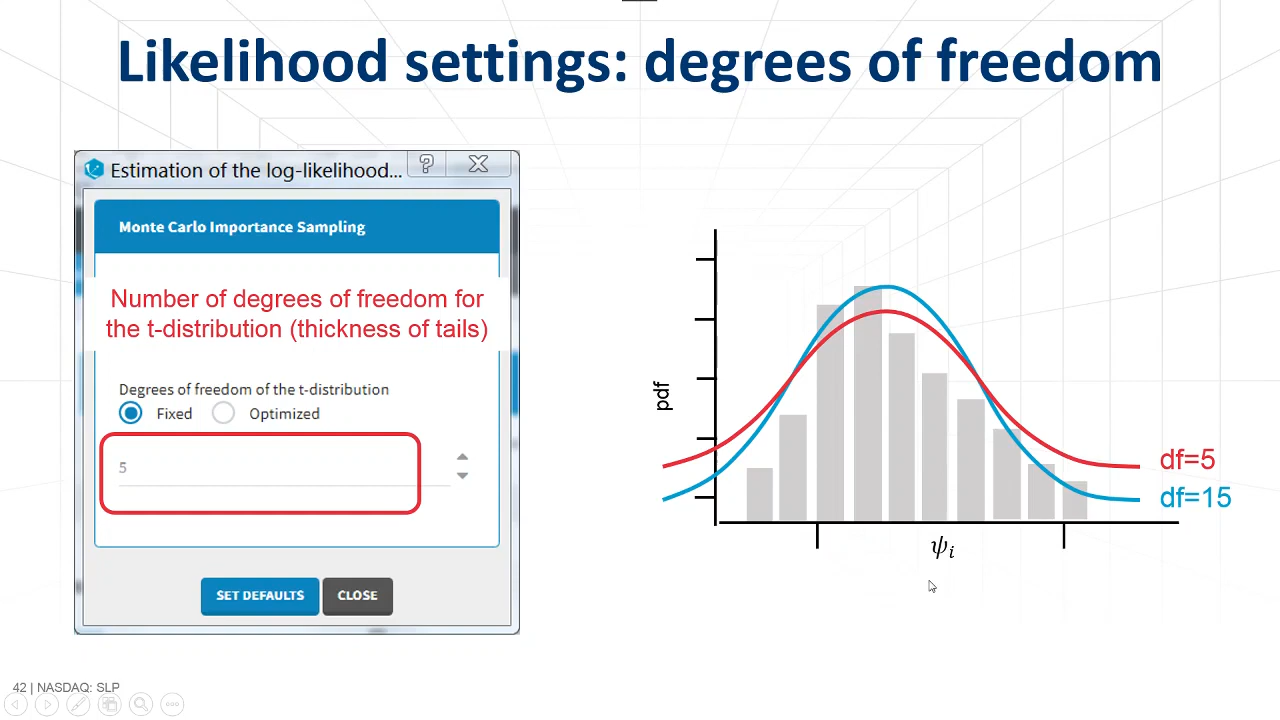 Likelihood settings: degrees of freedom
Estimation of the log-likelihood...
?
X
Monte Carlo Importance Sampling
Number of degrees of freedom for
the t-distribution (thickness of tails)
Degrees of freedom of the t-distribution
Fixed
Optimized
5
SET DEFAULTS
CLOSE
pdf
df=5
df=15
ψi
42 | NASDAQ: SLP